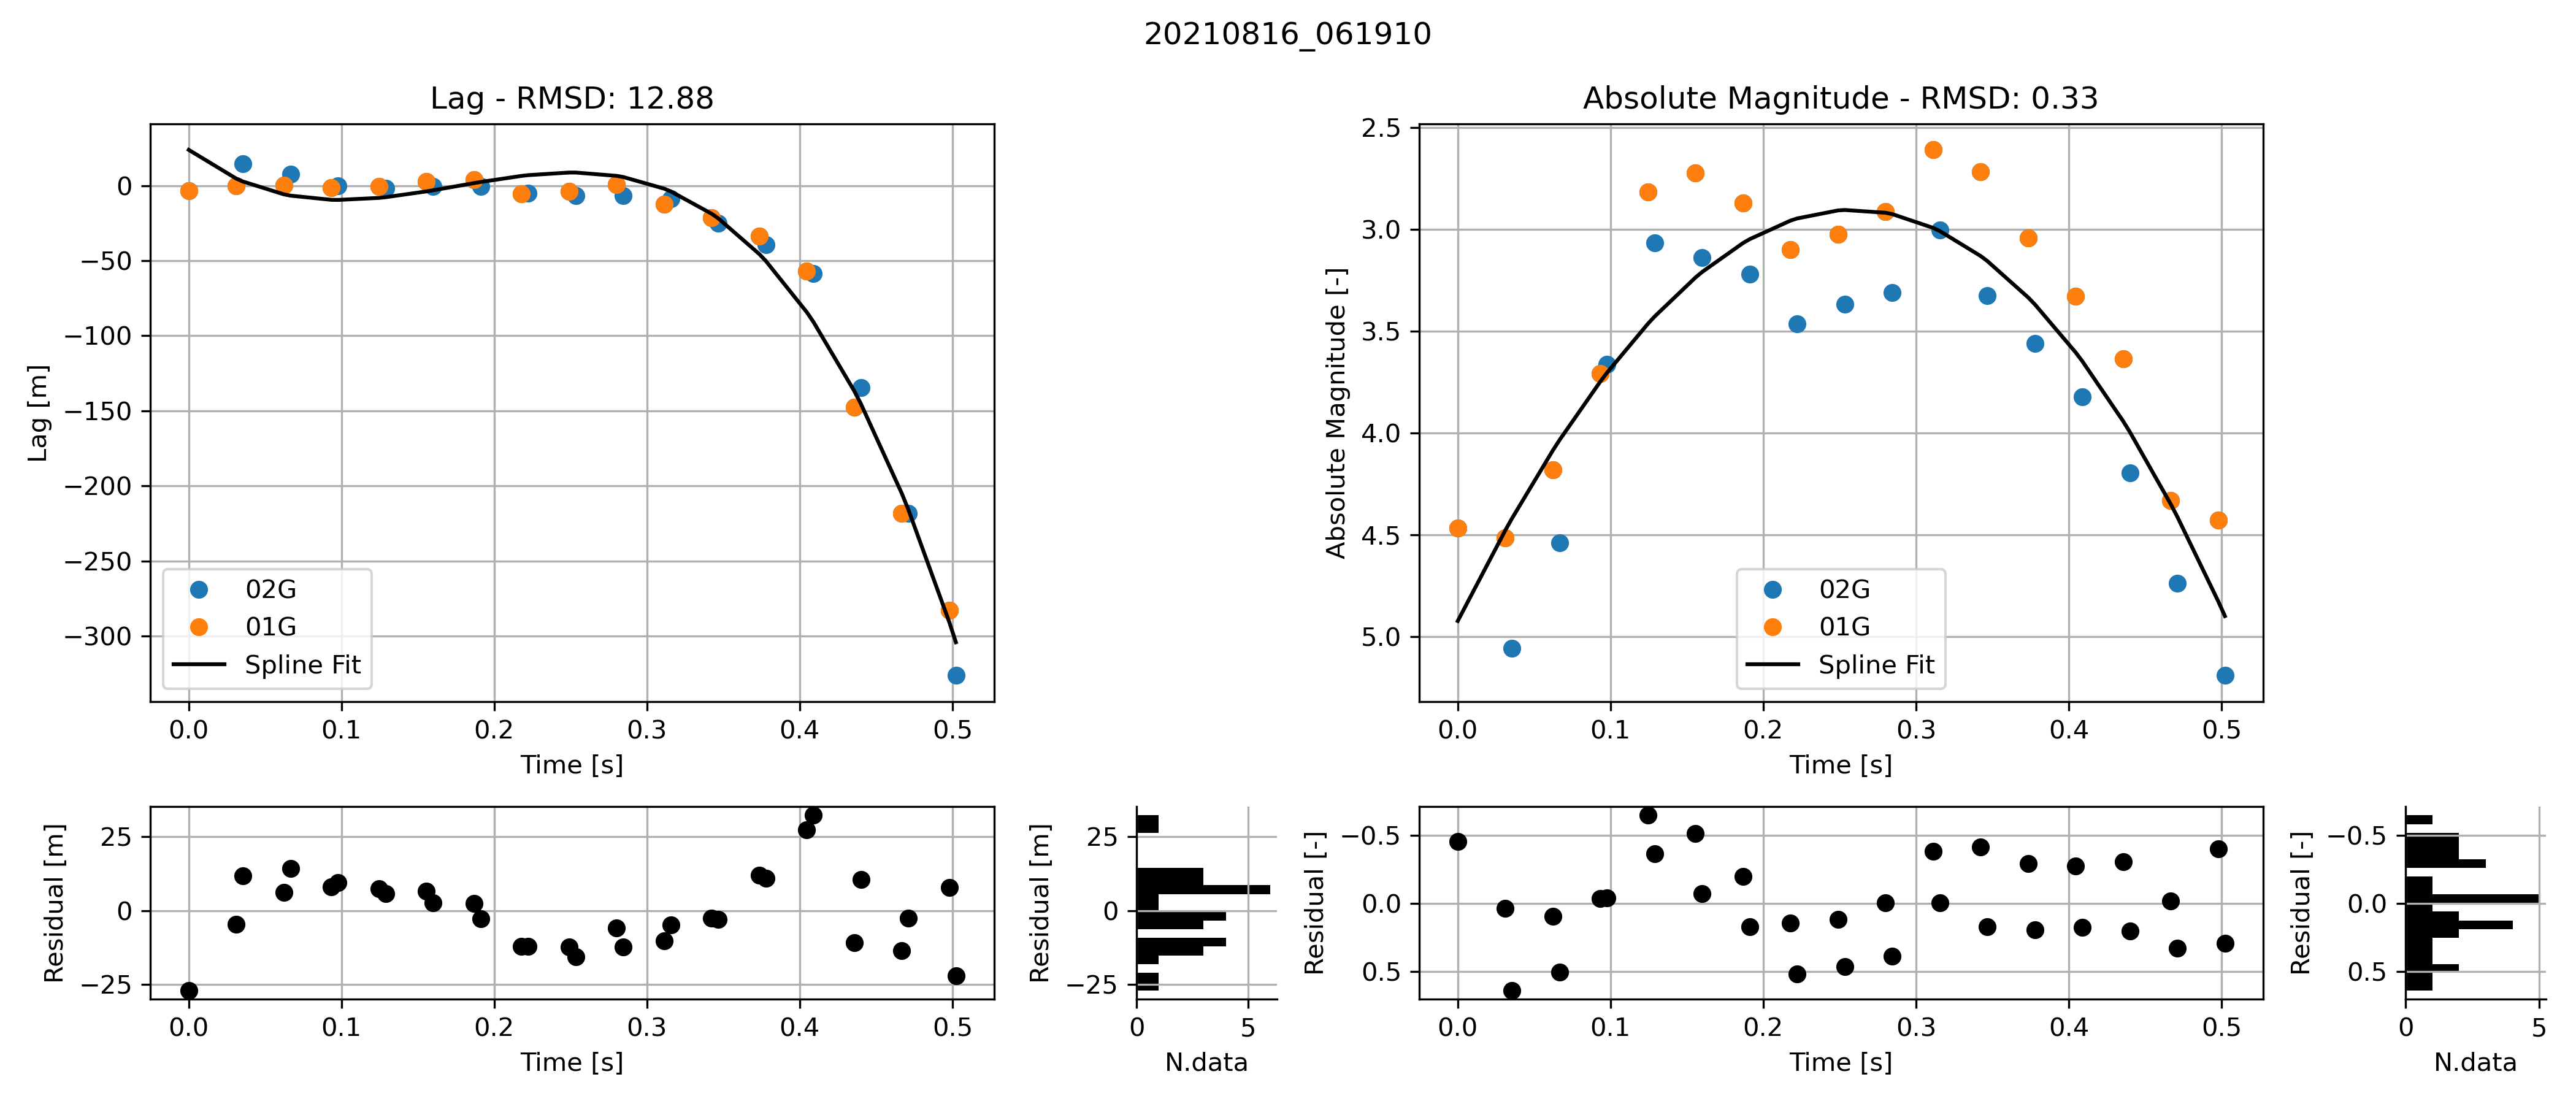 20210816_061910
Lag - RMSD: 12.88
Lag [m]
0
−50
−100
−150
−200
−250
−300
02G
01G
Spline Fit
0.0 0.1 0.2 0.3 0.4 0.5
Time [s]
Absolute Magnitude - RMSD: 0.33
Absolute Magnitude [-]
2.5
3.0
3.5
4.0
4.5
5.0
02G
01G
Spline Fit
0.0 0.1 0.2 0.3 0.4 0.5
Time [s]
Residual [m]
25
0
−25
0.0 0.1 0.2 0.3 0.4 0.5
Time [s]
Residual [m]
25
0
−25
0 5
N.data
Residual [-]
−0.5
0.0
0.5
0.0 0.1 0.2 0.3 0.4 0.5
Time [s]
Residual [-]
−0.5
0.0
0.5
0 5
N.data